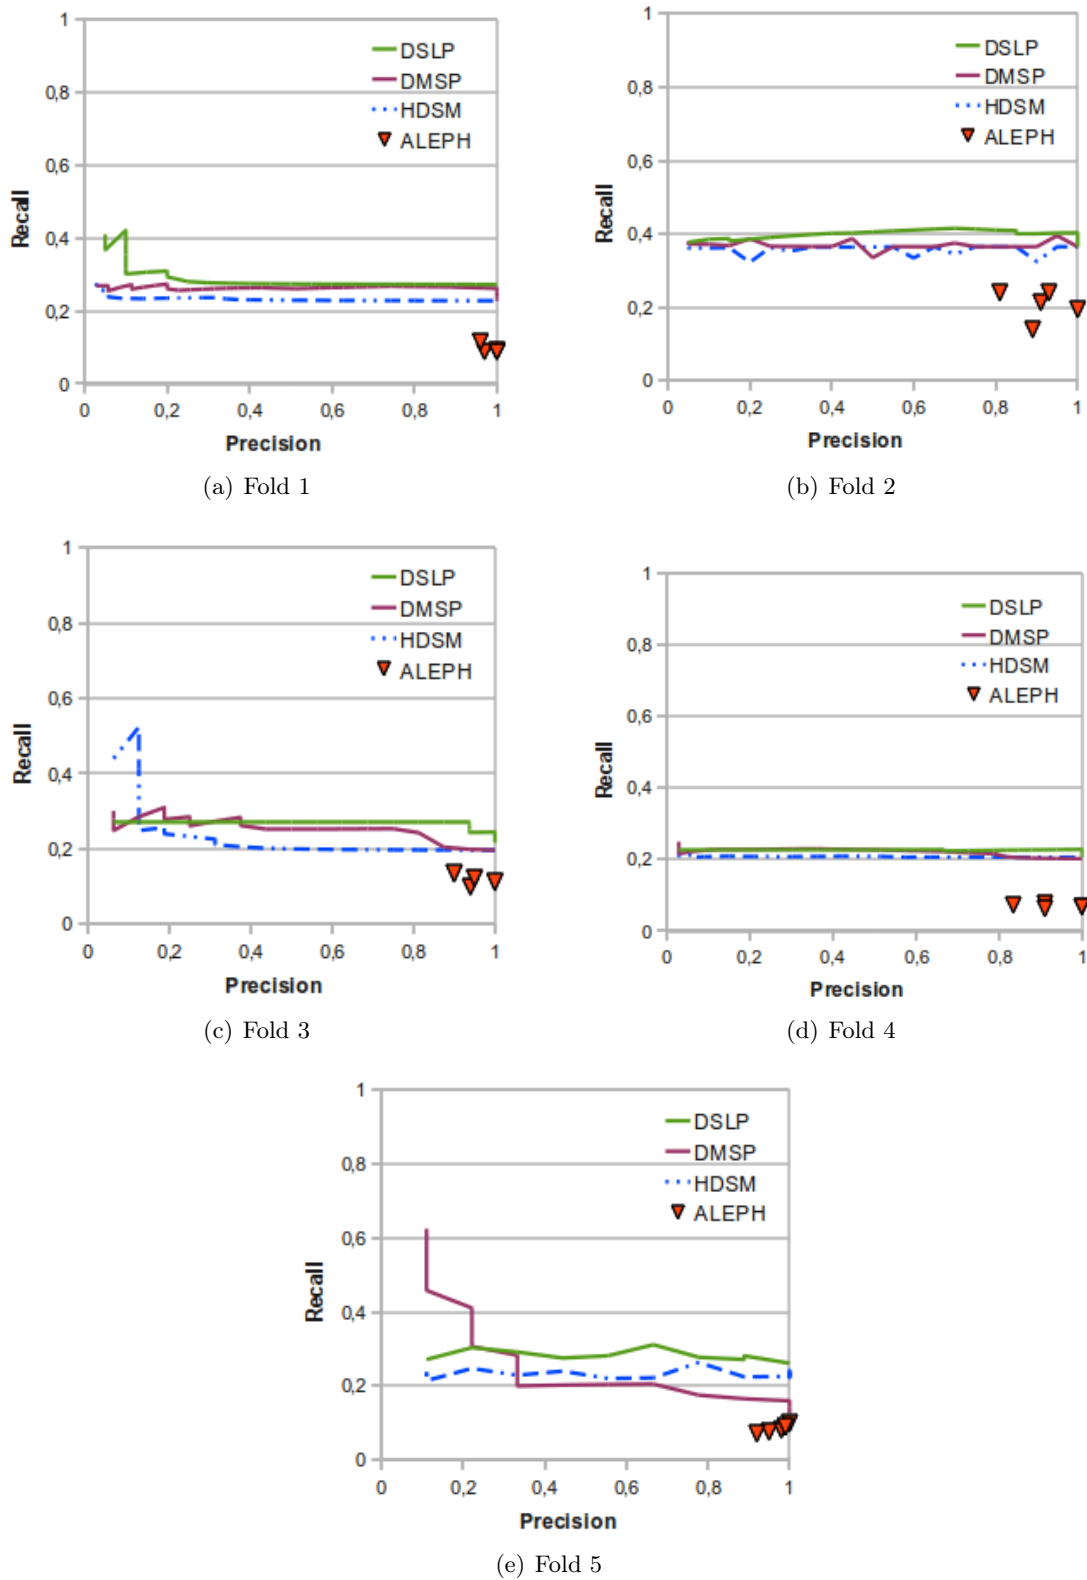 1
0,8
0,6
0,4
0,2
0
Recall
DSLP
DMSP
HDSM
ALEPH
0 0,2 0,4 0,6 0,8 1
Precision
(a) Fold 1
1
0,8
0,6
0,4
0,2
0
Recall
DSLP
DMSP
HDSM
ALEPH
0 0,2 0,4 0,6 0,8 1
Precision
(b) Fold 2
1
0,8
0,6
0,4
0,2
0
Recall
DSLP
DMSP
HDSM
ALEPH
0 0,2 0,4 0,6 0,8 1
Precision
(c) Fold 3
1
0,8
0,6
0,4
0,2
0
Recall
DSLP
DMSP
HDSM
ALEPH
0 0,2 0,4 0,6 0,8 1
Precision
(d) Fold 4
1
0,8
0,6
0,4
0,2
0
Recall
DSLP
DMSP
HDSM
ALEPH
0 0,2 0,4 0,6 0,8 1
Precision
(e) Fold 5